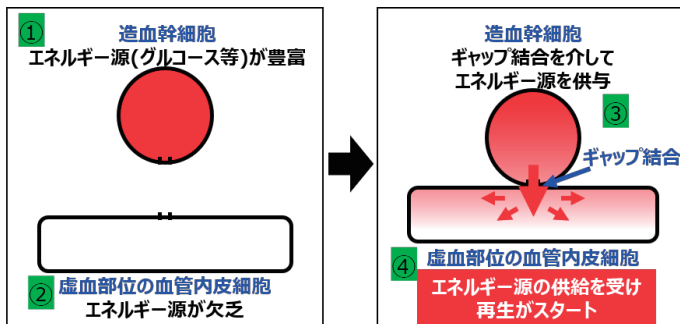 ①
造血幹細胞
エネルギー源(グルコース等)が豊富
②
虚血部位の血管内皮細胞
エネルギー源が欠乏
造血幹細胞
ギャップ結合を介して
エネルギー源を供与
③
ギャップ結合
④
虚血部位の血管内皮細胞
エネルギー源の供給を受け
再生がスタート